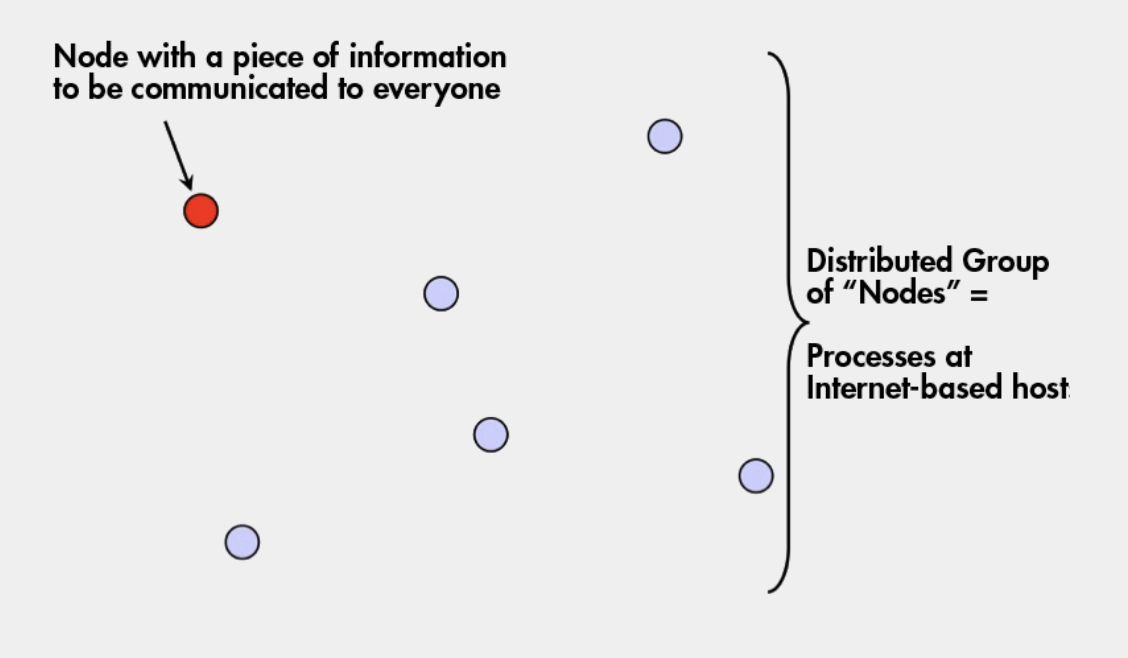 Node with a piece of information
to be communicated to everyone
Distributed Group
of “Nodes” =
Processes at
Internet-based host